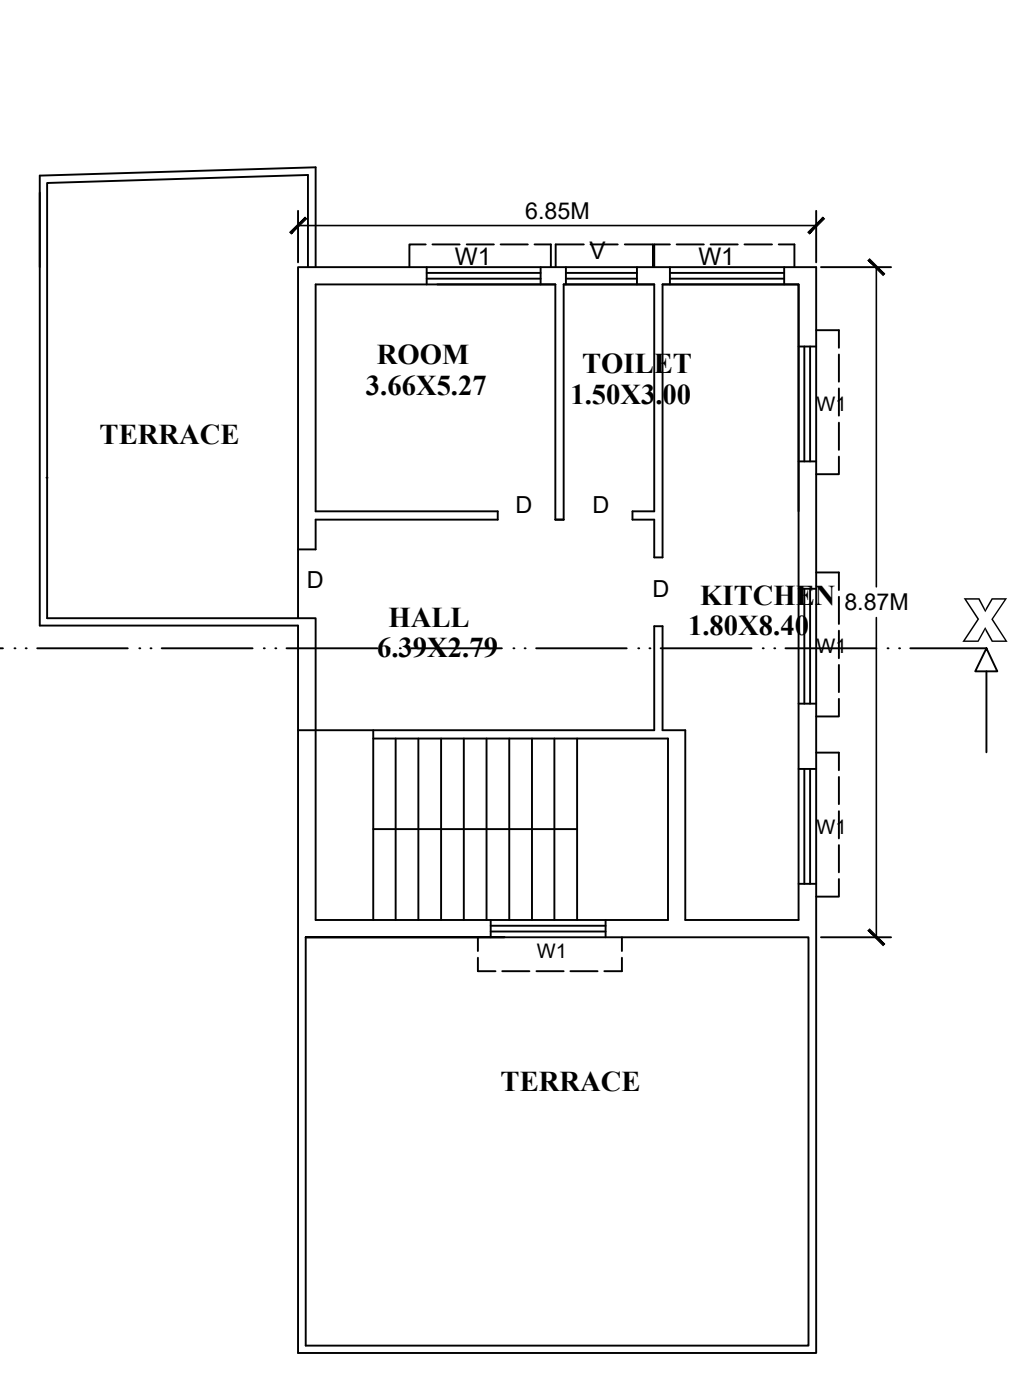 6.85M
W1
V
W1
ROOM
3.66X5.27
TOILET
1.50X3.00
W1
TERRACE
D
D
D
D
KITCHEN
1.80X8.40
8.87M
X
HALL
6.39X2.79
W1
W1
W1
TERRACE